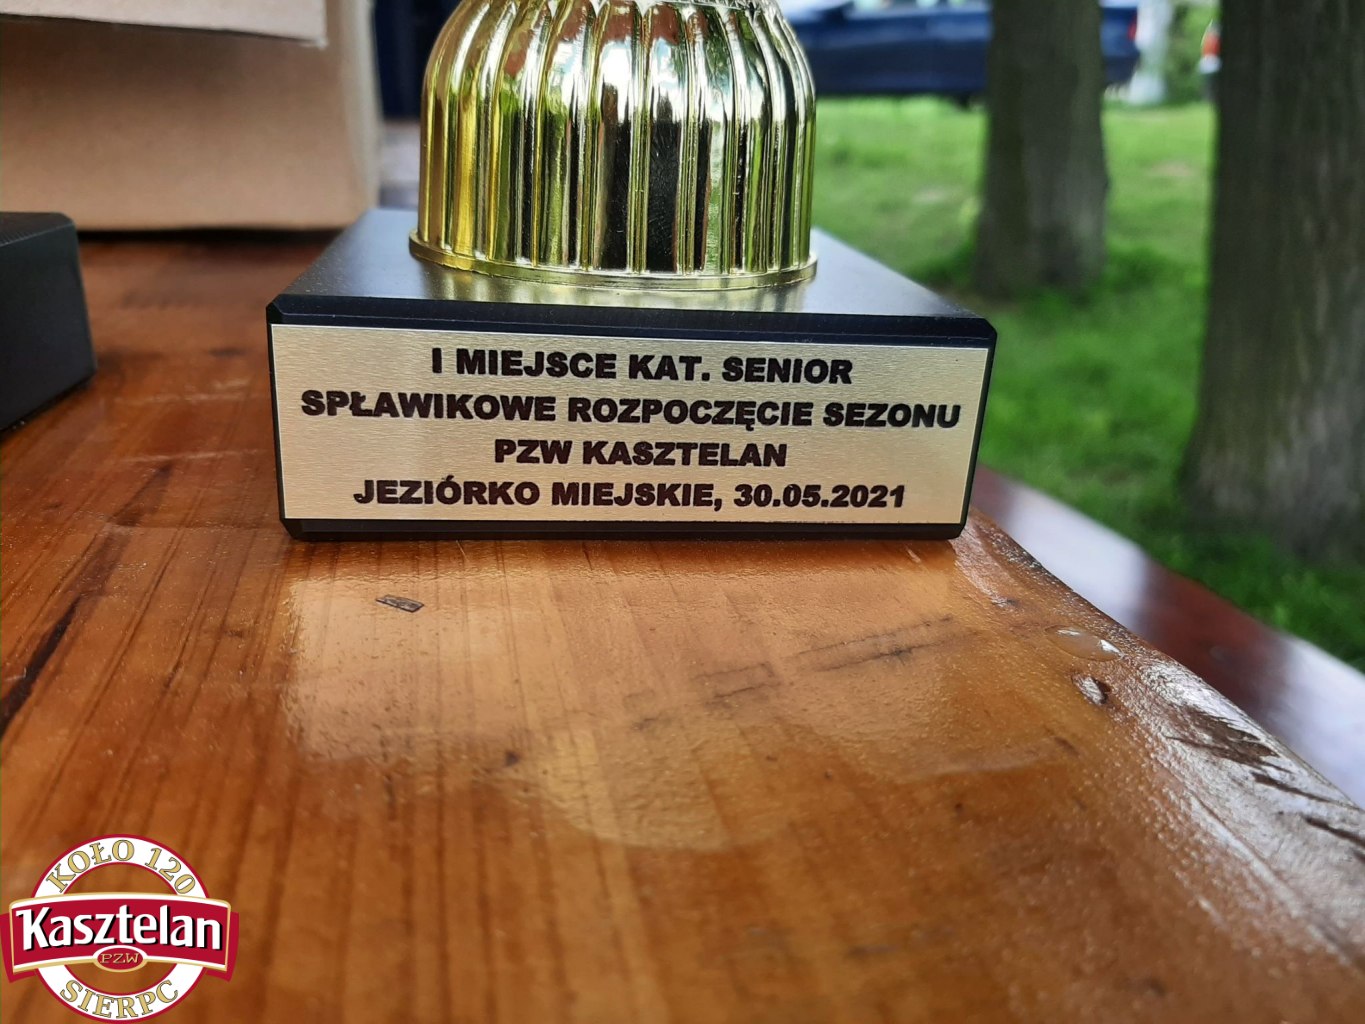 I MIEJSCE KAT. SENIOR
SPŁAWIKOWE ROZPOCZĘCIE SEZONU
PZW KASZTELAN
JEZIÓRKO MIEJSKIE, 30.05.2021
KOŁO 120
Kasztelan
PZW
SIERPC